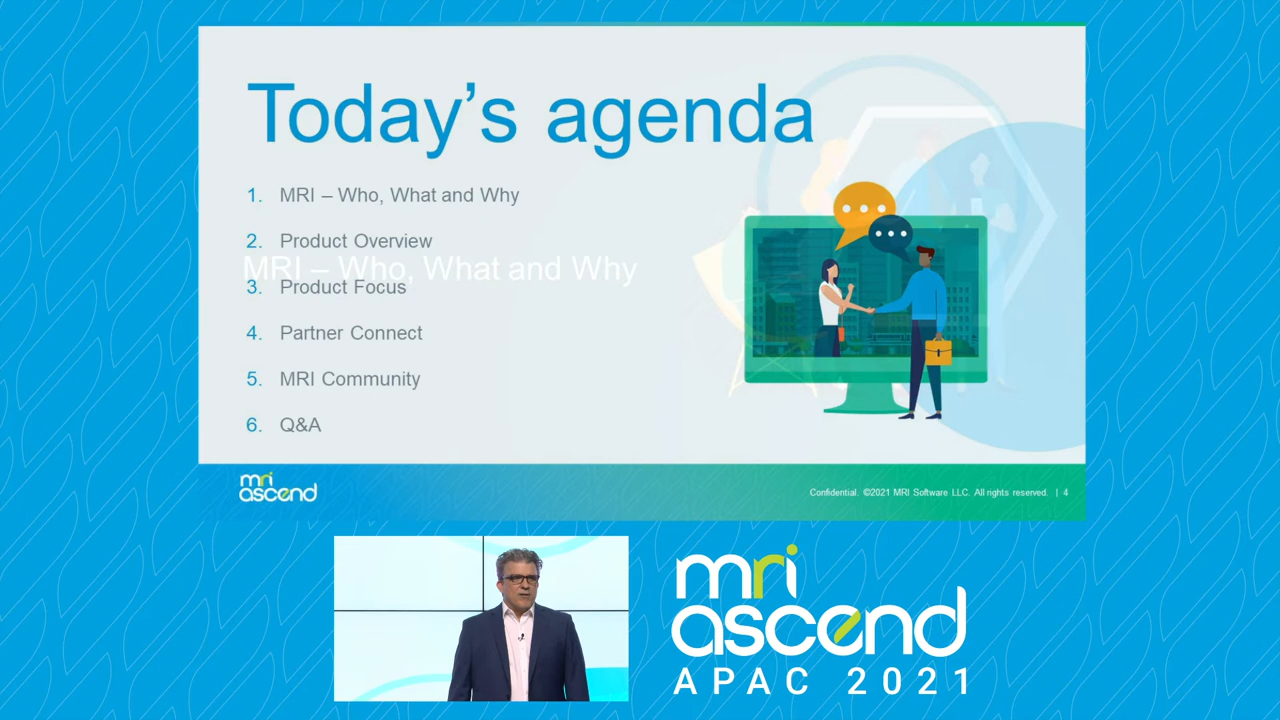 Today’s agenda
1. MRI – Who, What and Why
2. Product Overview
MRI – Who, What and Why
3. Product Focus
4. Partner Connect
5. MRI Community
6. Q&A
mri
ascend
Confidential. ©2021 MRI Software LLC. All rights reserved. | 4
mri
ascend
APAC 2021